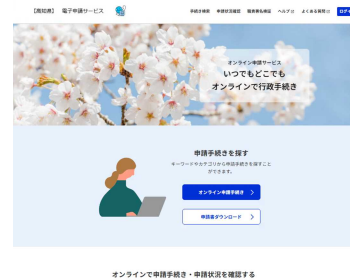 【高知県】 電子申請サービス
手続き検索 申請状況確認 職責署名検証 ヘルプ よくある質問 ログイン
オンライン申請サービス
いつでもどこでも
オンラインで行政手続き
申請手続きを探す
キーワードやカテゴリから申請手続きを探すこと
ができます。
オンライン申請手続き
申請書ダウンロード
オンラインで申請手続き・申請状況を確認する